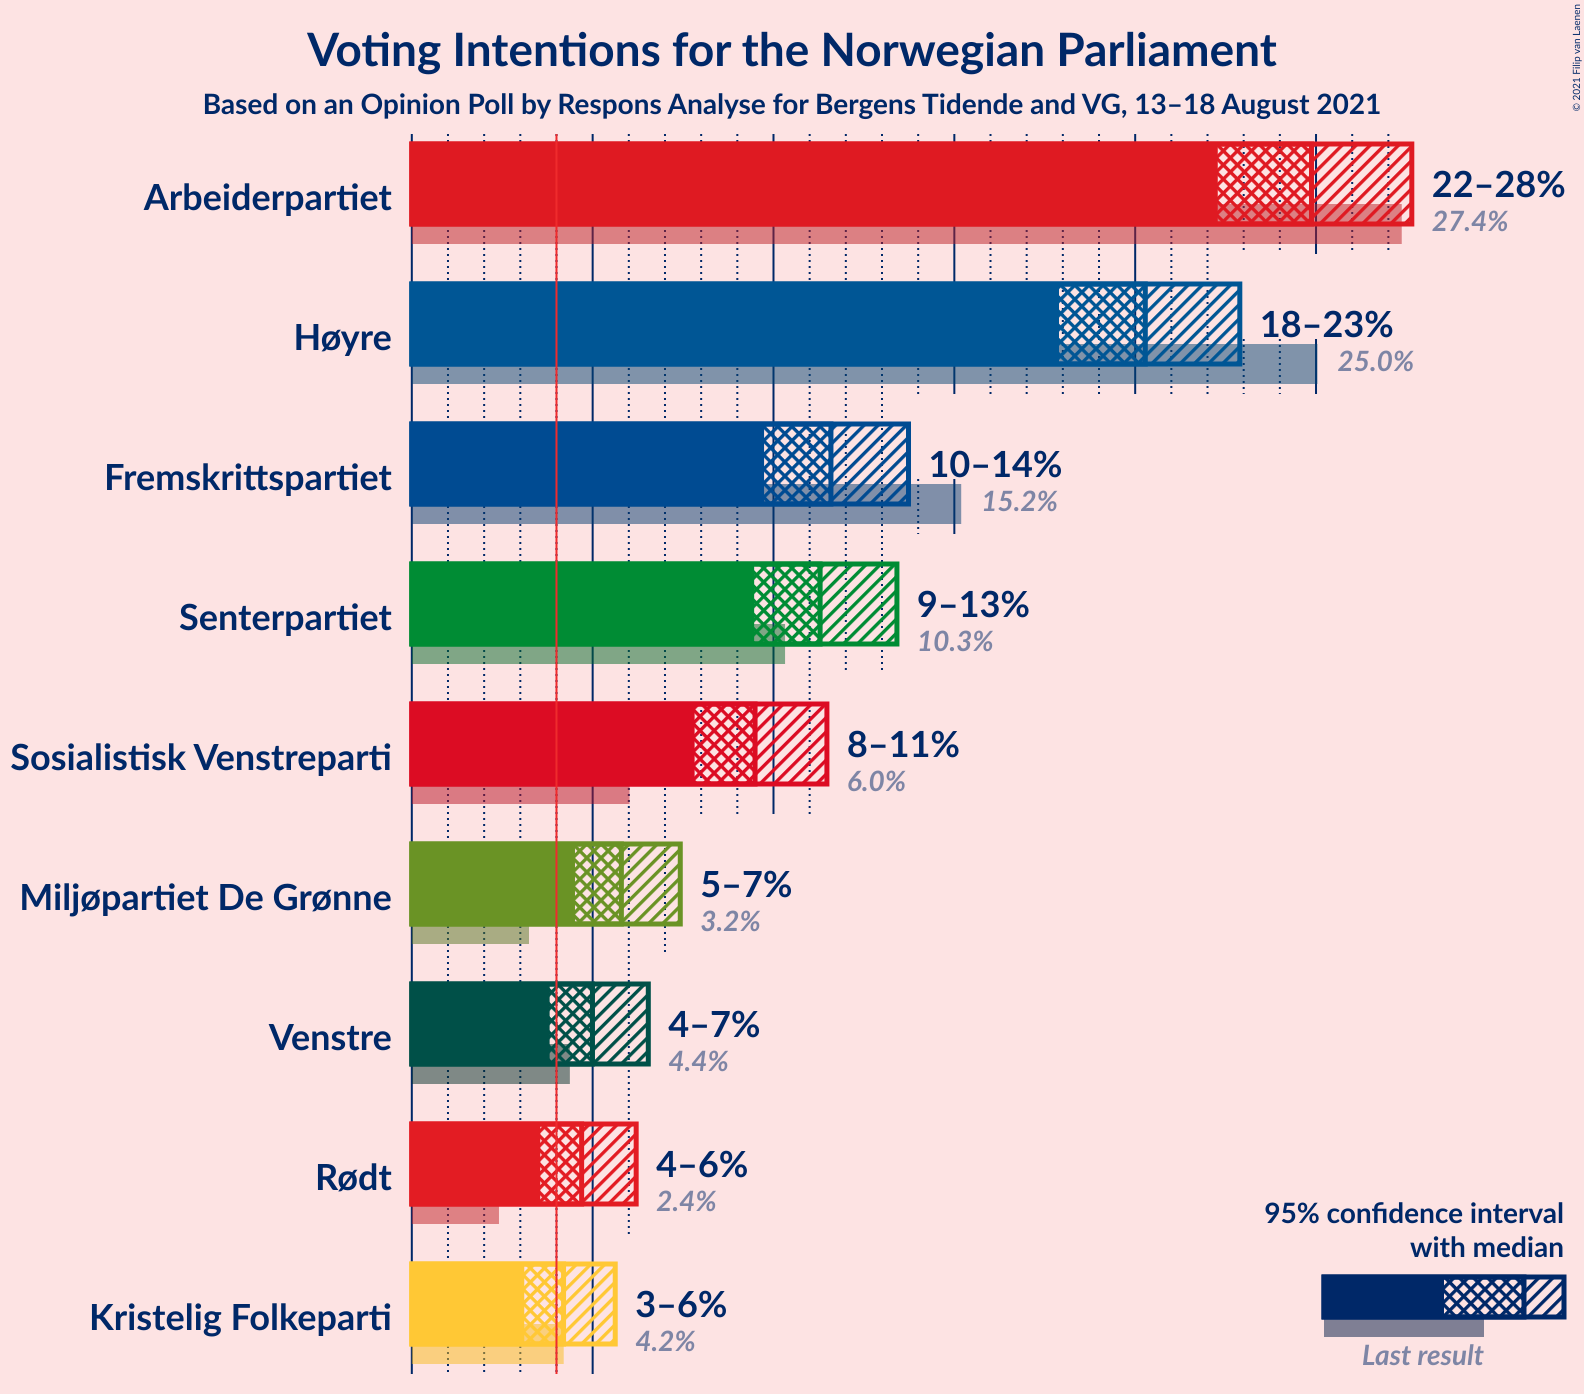 Voting Intentions for the Norwegian Parliament
Based on an Opinion Poll by Respons Analyse for Bergens Tidende and VG, 13–18 August 2021
© 2021 Filip van Laenen
Arbeiderpartiet
22–28%
27.4%
Høyre
18–23%
25.0%
Fremskrittspartiet
10–14%
15.2%
Senterpartiet
9–13%
10.3%
Sosialistisk Venstreparti
8–11%
6.0%
Miljøpartiet De Grønne
5–7%
3.2%
Venstre
4–7%
4.4%
Rødt
4–6%
2.4%
Kristelig Folkeparti
3–6%
4.2%
95% confidence interval
with median
Last result